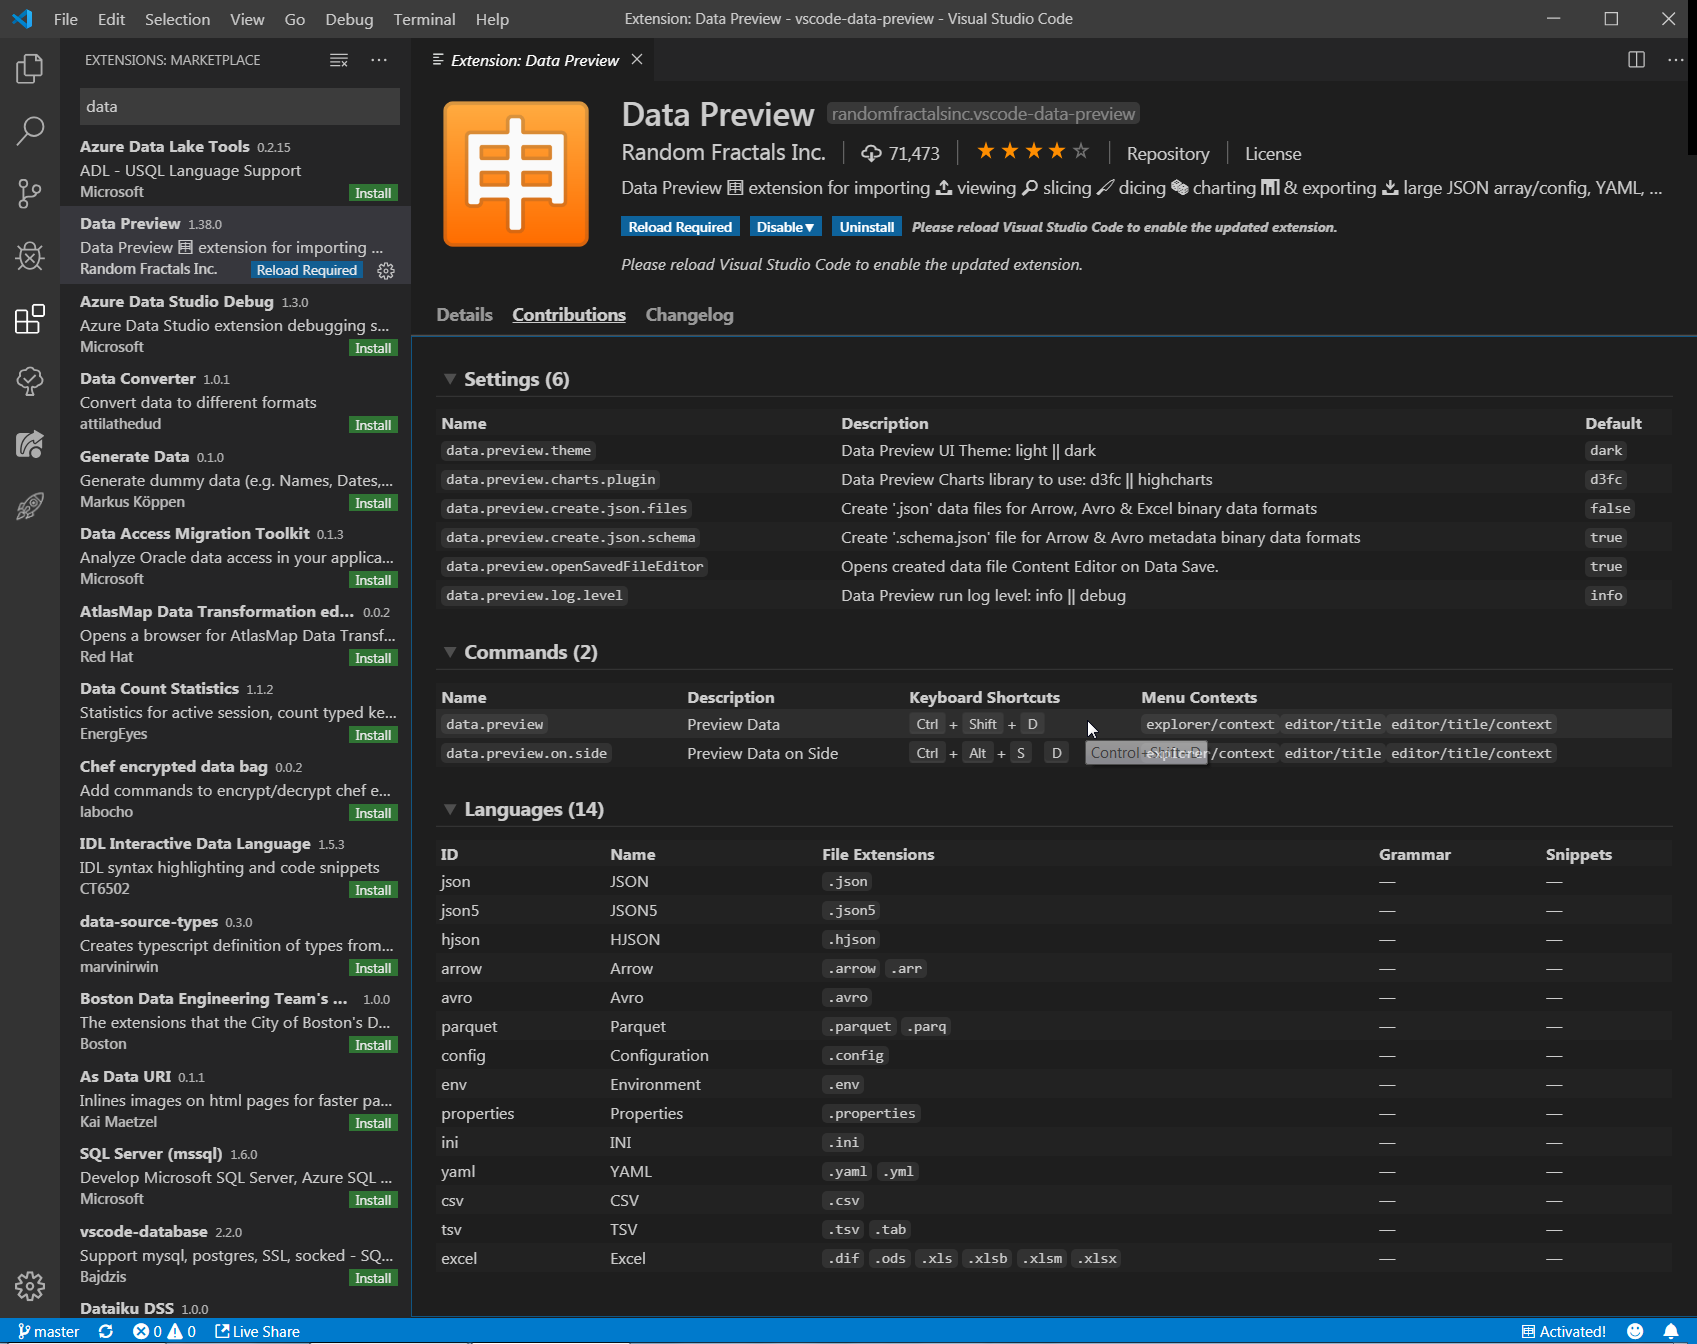 File Edit Selection View Go Debug Terminal Help Extension: Data Preview - vscode-data-preview - Visual Studio Code
EXTENSIONS: MARKETPLACE
data
Azure Data Lake Tools 0.2.15
ADL - USQL Language Support
Microsoft Install
Data Preview 1.38.0
Data Preview 申 extension for importing ...
Random Fractals Inc. Reload Required
Azure Data Studio Debug 1.3.0
Azure Data Studio extension debugging s...
Microsoft Install
Data Converter 1.0.1
Convert data to different formats
attilathedud Install
Generate Data 0.1.0
Generate dummy data (e.g. Names, Dates,...
Markus Köppen Install
Data Access Migration Toolkit 0.1.3
Analyze Oracle data access in your applica...
Microsoft Install
AtlasMap Data Transformation ed... 0.0.2
Opens a browser for AtlasMap Data Transf...
Red Hat Install
Data Count Statistics 1.1.2
Statistics for active session, count typed ke...
EnergEyes Install
Chef encrypted data bag 0.0.2
Add commands to encrypt/decrypt chef e...
labocho Install
IDL Interactive Data Language 1.5.3
IDL syntax highlighting and code snippets
CT6502 Install
data-source-types 0.3.0
Creates typescript definition of types from...
marvinirwin Install
Boston Data Engineering Team's ... 1.0.0
The extensions that the City of Boston's D...
Boston Install
As Data URI 0.1.1
Inlines images on html pages for faster pa...
Kai Maetzel Install
SQL Server (mssql) 1.6.0
Develop Microsoft SQL Server, Azure SQL ...
Microsoft Install
vscode-database 2.2.0
Support mysql, postgres, SSL, socked - SQ...
Bajdzis Install
Dataiku DSS 1.0.0
Extension: Data Preview
申
Data Preview randomfractalsinc.vscode-data-preview
Random Fractals Inc. 71,473 Repository License
Data Preview 申 extension for importing viewing slicing dicing charting & exporting large JSON array/config, YAML, ...
Reload Required Disable Uninstall Please reload Visual Studio Code to enable the updated extension.
Please reload Visual Studio Code to enable the updated extension.
Details Contributions Changelog
Settings (6)
Name Description Default
data.preview.theme Data Preview UI Theme: light || dark dark
data.preview.charts.plugin Data Preview Charts library to use: d3fc || highcharts d3fc
data.preview.create.json.files Create '.json' data files for Arrow, Avro & Excel binary data formats false
data.preview.create.json.schema Create '.schema.json' file for Arrow & Avro metadata binary data formats true
data.preview.openSavedFileEditor Opens created data file Content Editor on Data Save. true
data.preview.log.level Data Preview run log level: info || debug info
Commands (2)
Name Description Keyboard Shortcuts Menu Contexts
data.preview Preview Data Ctrl + Shift + D explorer/context editor/title editor/title/context
data.preview.on.side Preview Data on Side Ctrl + Alt + S D explorer/context editor/title editor/title/context
Control+Shift+D
Languages (14)
ID Name File Extensions Grammar Snippets
json JSON .json — —
json5 JSON5 .json5 — —
hjson HJSON .hjson — —
arrow Arrow .arrow .arr — —
avro Avro .avro — —
parquet Parquet .parquet .parq — —
config Configuration .config — —
env Environment .env — —
properties Properties .properties — —
ini INI .ini — —
yaml YAML .yaml .yml — —
csv CSV .csv — —
tsv TSV .tsv .tab — —
excel Excel .dif .ods .xls .xlsb .xlsm .xlsx — —
master 0 0 Live Share 申 Activated!